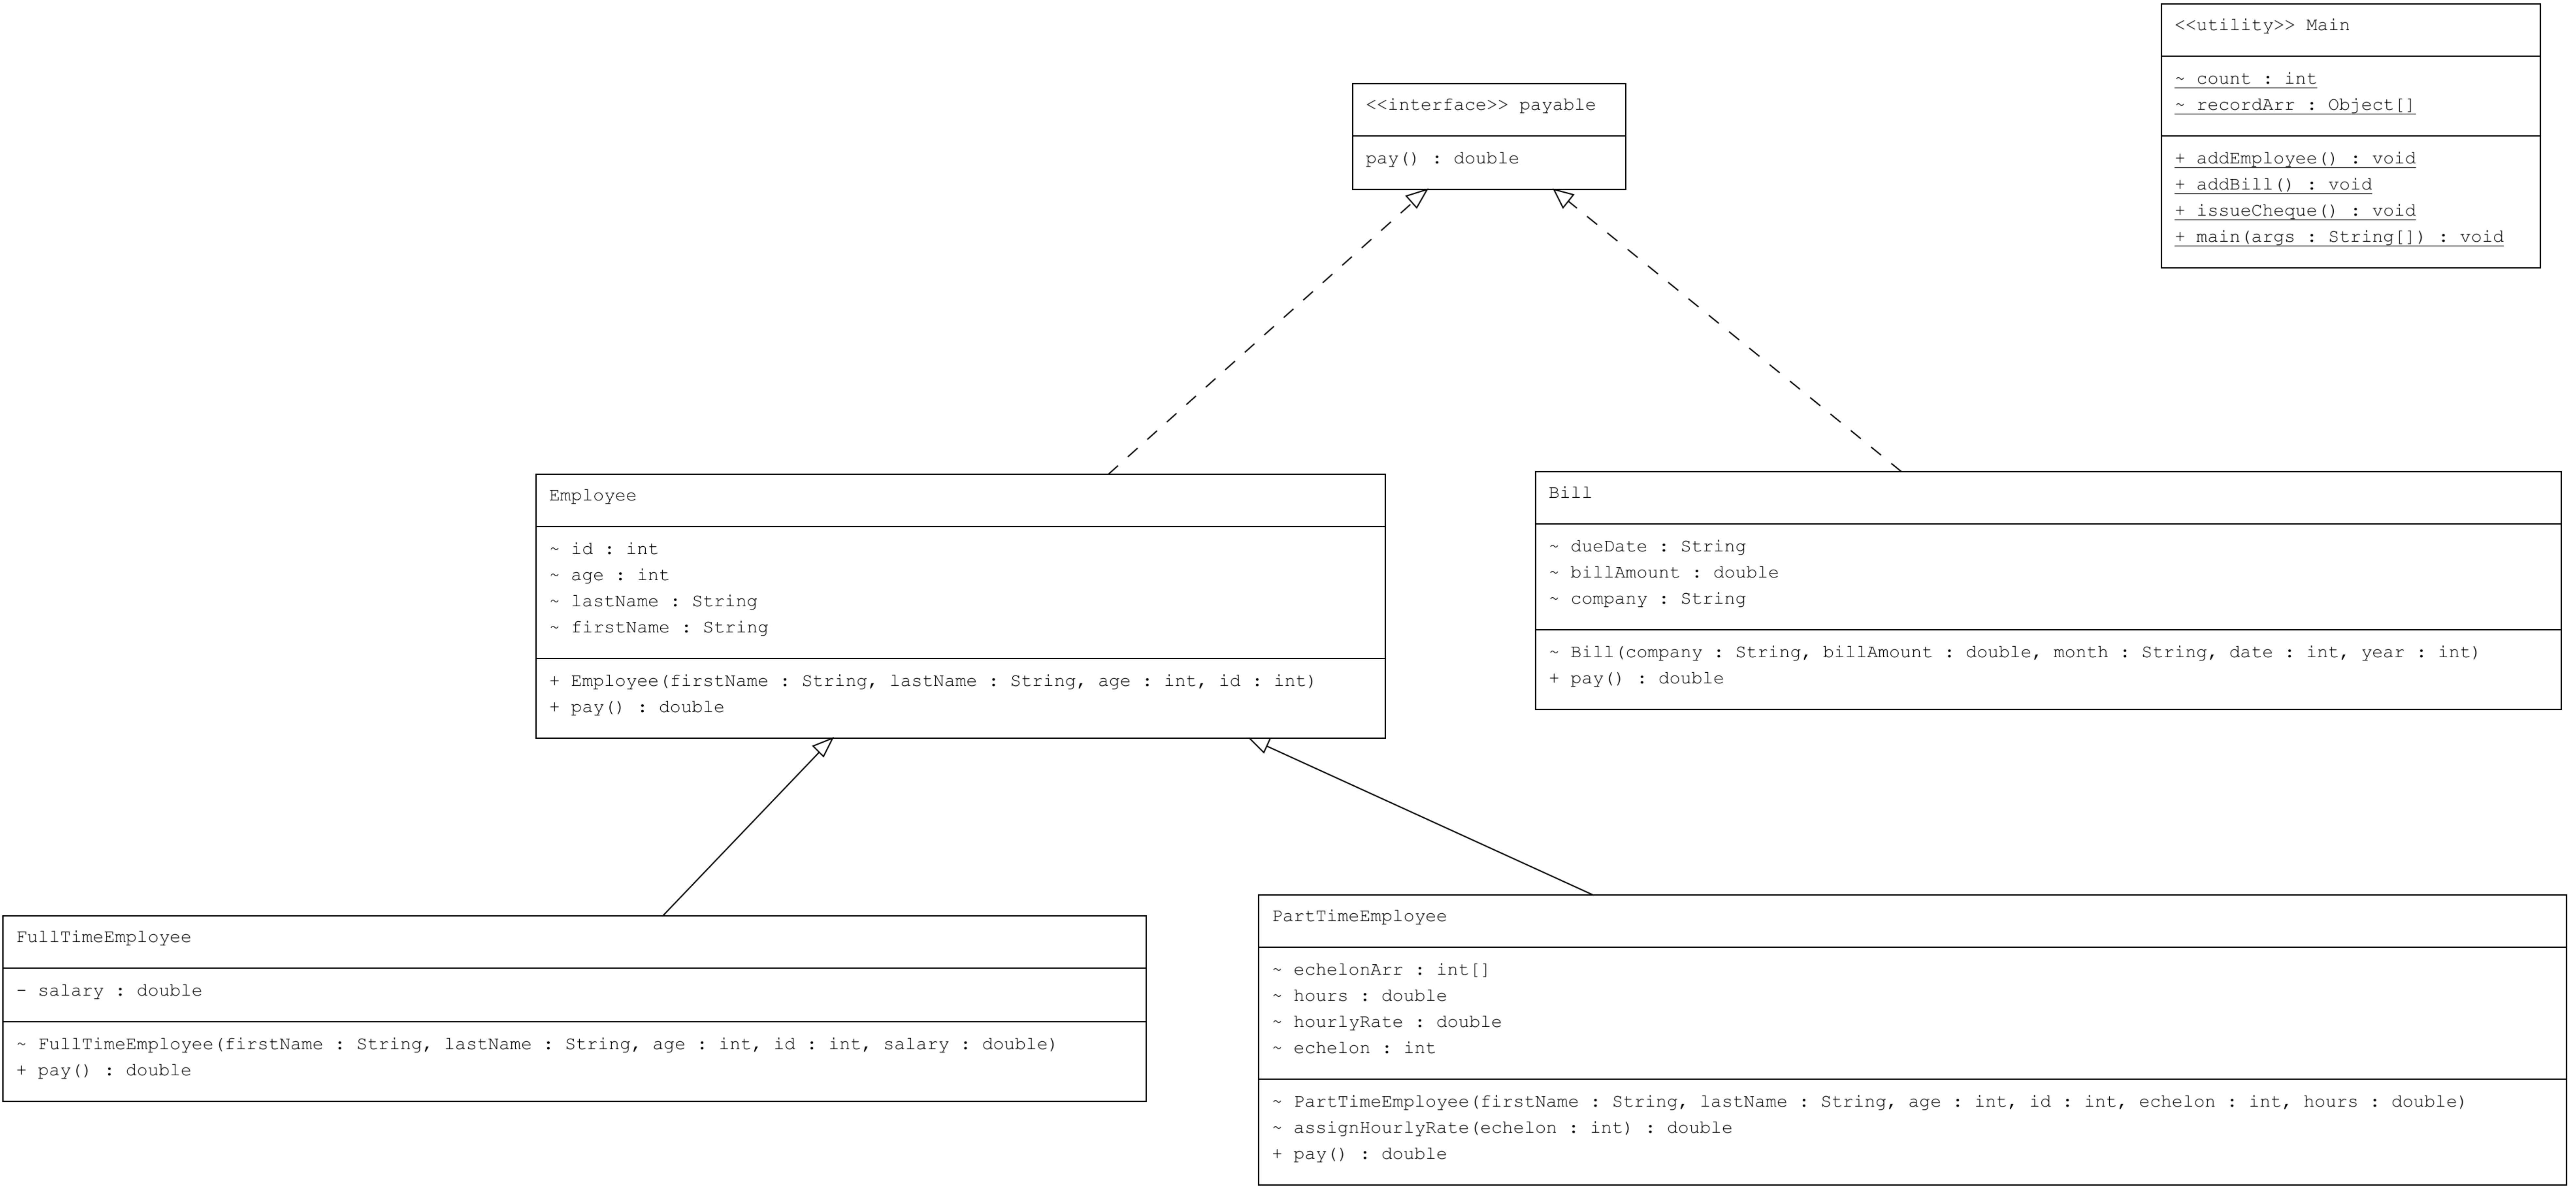 <<utility>> Main
~ count : int
~ recordArr : Object[]
+ addEmployee() : void
+ addBill() : void
+ issueCheque() : void
+ main(args : String[]) : void
<<interface>> payable
pay() : double
Employee
~ id : int
~ age : int
~ lastName : String
~ firstName : String
+ Employee(firstName : String, lastName : String, age : int, id : int)
+ pay() : double
Bill
~ dueDate : String
~ billAmount : double
~ company : String
~ Bill(company : String, billAmount : double, month : String, date : int, year : int)
+ pay() : double
FullTimeEmployee
- salary : double
~ FullTimeEmployee(firstName : String, lastName : String, age : int, id : int, salary : double)
+ pay() : double
PartTimeEmployee
~ echelonArr : int[]
~ hours : double
~ hourlyRate : double
~ echelon : int
~ PartTimeEmployee(firstName : String, lastName : String, age : int, id : int, echelon : int, hours : double)
~ assignHourlyRate(echelon : int) : double
+ pay() : double